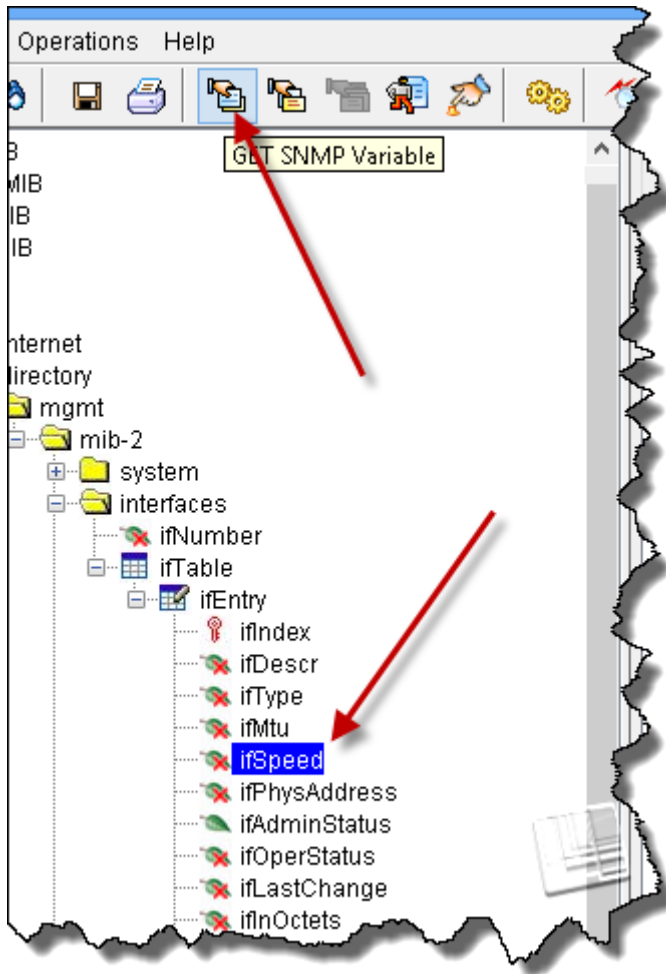 Operations Help
GET SNMP Variable
B
MIB
IB
IB
nternet
directory
mgmt
mib-2
system
interfaces
ifNumber
ifTable
ifEntry
ifIndex
ifDescr
ifType
ifMtu
ifSpeed
ifPhysAddress
ifAdminStatus
ifOperStatus
ifLastChange
ifInOctets